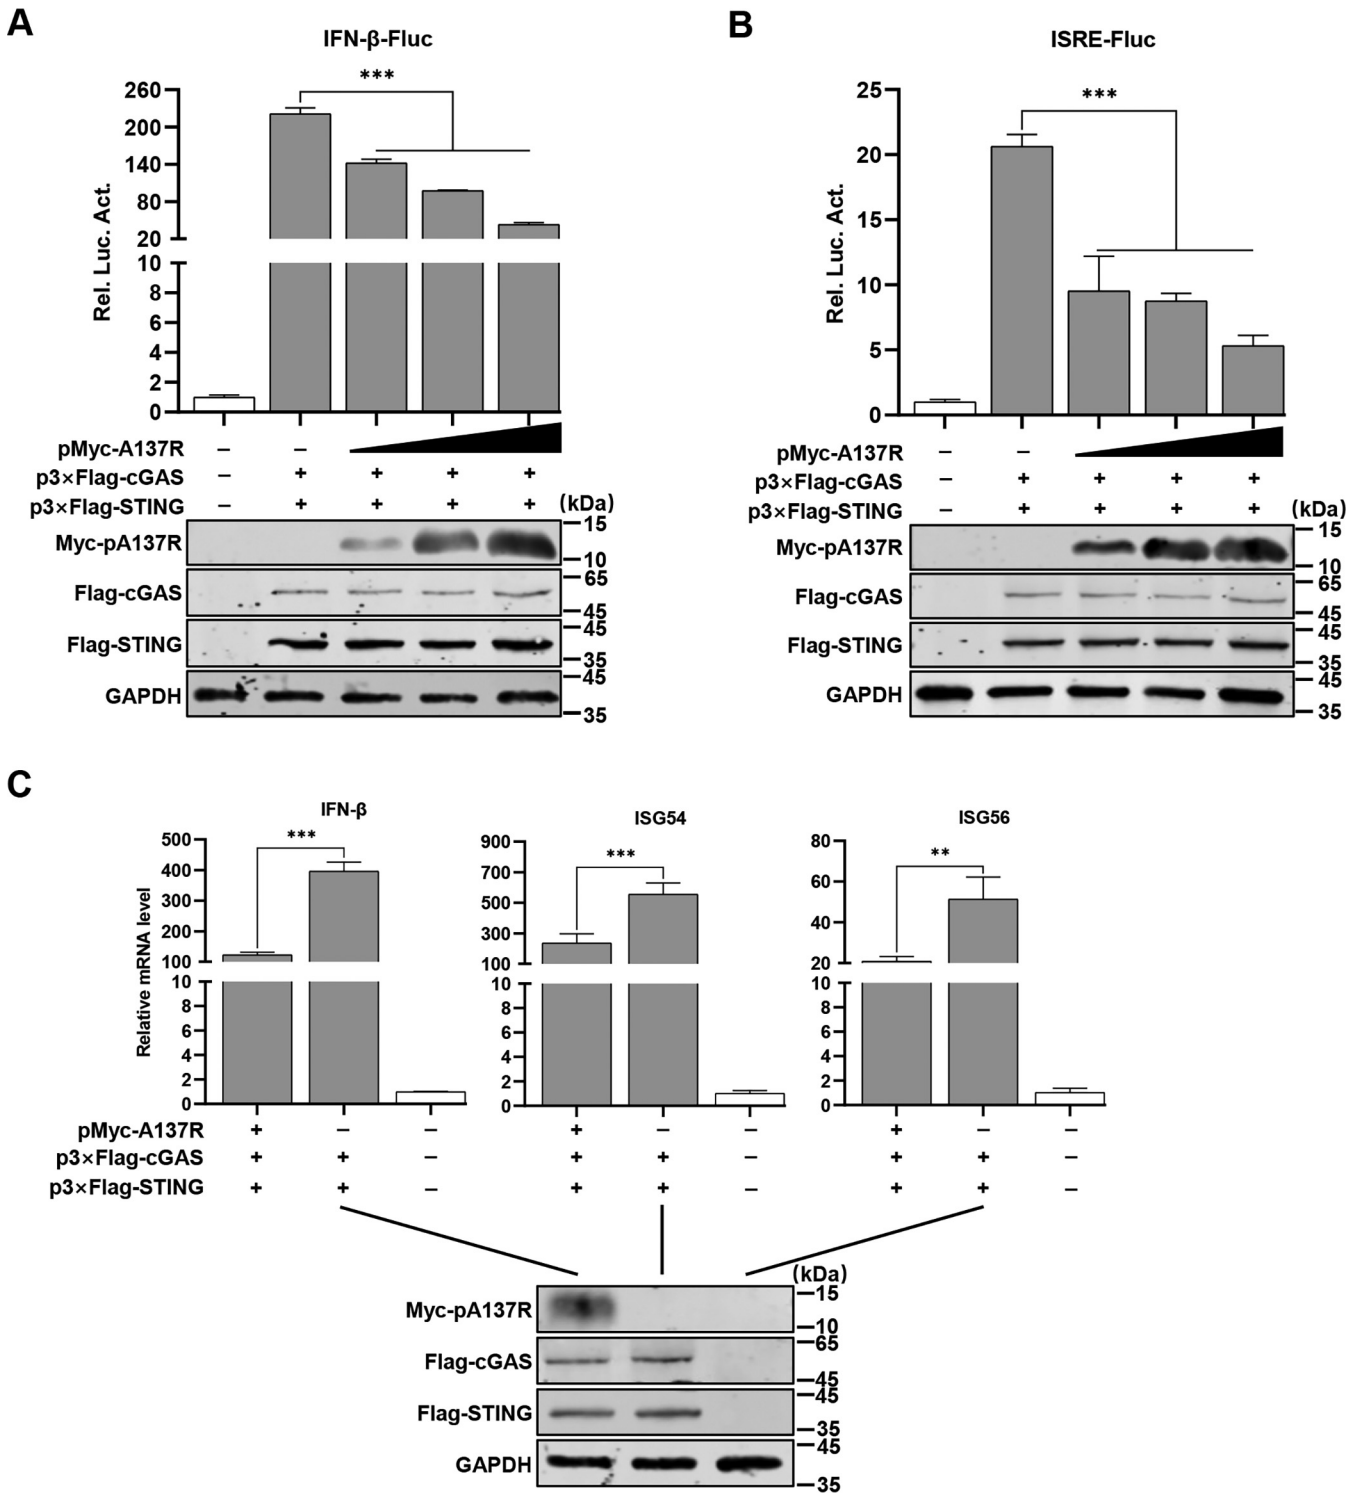 A
IFN-β-Fluc
***
Rel. Luc. Act.
260
200
140
80
20
10
8
6
4
2
0
pMyc-A137R – –
p3×Flag-cGAS – + + + +
p3×Flag-STING – + + + + (kDa)
Myc-pA137R 15
10
Flag-cGAS 65
45
Flag-STING 45
35
GAPDH 45
35
B
ISRE-Fluc
***
Rel. Luc. Act.
25
20
15
10
5
0
pMyc-A137R – –
p3×Flag-cGAS – + + + +
p3×Flag-STING – + + + + (kDa)
Myc-pA137R 15
10
Flag-cGAS 65
45
Flag-STING 45
35
GAPDH 45
35
C
IFN-β
***
Relative mRNA level
500
400
300
200
100
10
8
6
4
2
0
ISG54
***
900
700
500
300
100
10
8
6
4
2
0
ISG56
**
80
60
40
20
10
8
6
4
2
0
pMyc-A137R + – – + – – + – –
p3×Flag-cGAS + + – + + – + + –
p3×Flag-STING + + – + + – + + –
(kDa)
Myc-pA137R 15
10
Flag-cGAS 65
45
Flag-STING 45
35
GAPDH 45
35